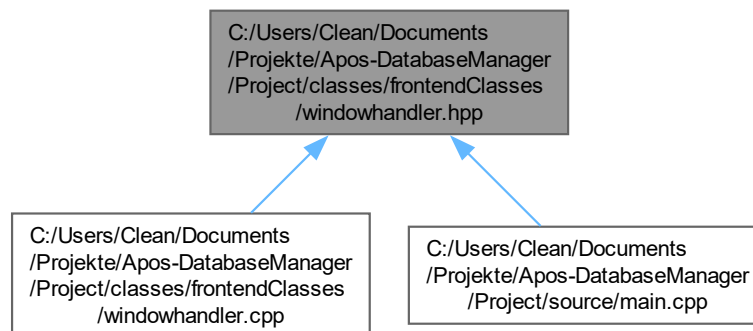 C:/Users/Clean/Documents
/Projekte/Apos-DatabaseManager
/Project/classes/frontendClasses
/windowhandler.hpp
C:/Users/Clean/Documents
/Projekte/Apos-DatabaseManager
/Project/classes/frontendClasses
/windowhandler.cpp
C:/Users/Clean/Documents
/Projekte/Apos-DatabaseManager
/Project/source/main.cpp